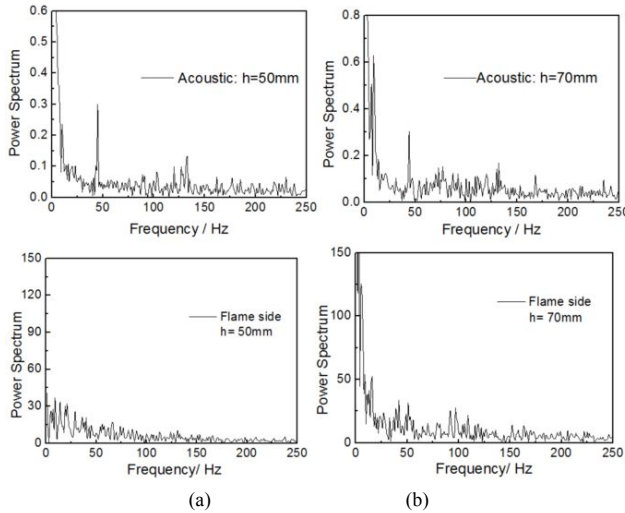 0.6
0.5
0.4
0.3
0.2
0.1
0.0
Power Spectrum
Acoustic: h=50mm
0 50 100 150 200 250
Frequency / Hz
0.8
0.6
0.4
0.2
0.0
Power Spectrum
Acoustic: h=70mm
0 50 100 150 200 250
Frequency / Hz
150
120
90
60
30
0
Power Spectrum
Flame side
h= 50mm
0 50 100 150 200 250
Frequency/ Hz
150
100
50
0
Power Spectrum
Flame side
h= 70mm
0 50 100 150 200 250
Frequency/ Hz
(a) (b)